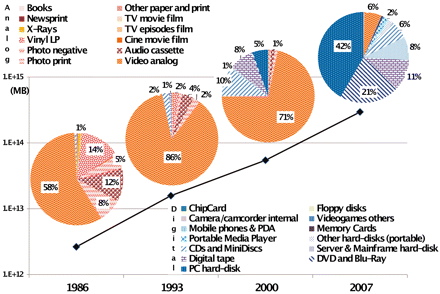 Analog
Books
Newsprint
X-Rays
Vinyl LP
Photo negative
Photo print
Other paper and print
TV movie film
TV episodes film
Cine movie film
Audio cassette
Video analog
1.E+15
(MB)
1.E+14
1.E+13
1.E+12
1%
14%
5%
12%
8%
58%
2%
1%
2%
4%
2%
86%
8%
5%
1%
10%
71%
6%
2%
6%
8%
11%
21%
42%
Digital
ChipCard
Camera/camcorder internal
Mobile phones & PDA
Portable Media Player
CDs and MiniDiscs
Digital tape
PC hard-disk
Floppy disks
Videogames others
Memory Cards
Other hard-disks (portable)
Server & Mainframe hard-disk
DVD and Blu-Ray
1986
1993
2000
2007